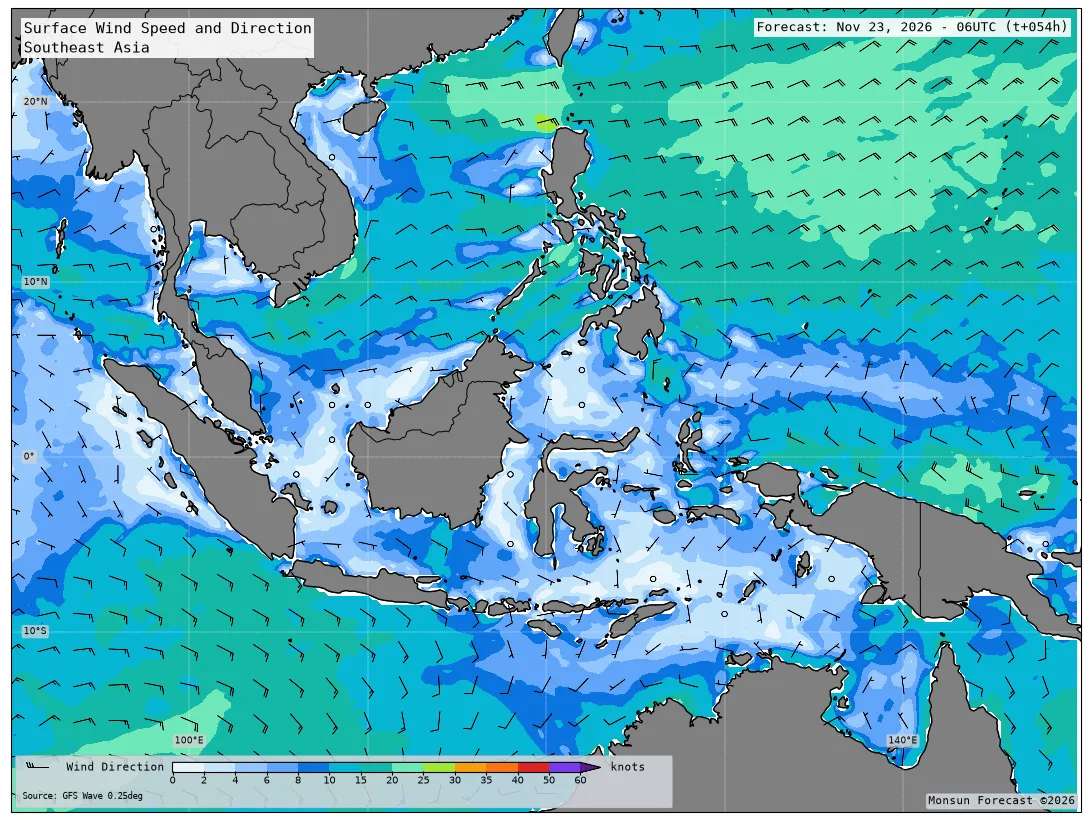 Surface Wind Speed and Direction
Southeast Asia
Forecast: Nov 23, 2026 - 06UTC (t+054h)
20°N
10°N
0°
10°S
100°E
140°E
Wind Direction
knots
0 2 4 6 8 10 15 20 25 30 35 40 50 60
Source: GFS Wave 0.25deg
Monsun Forecast ©2026